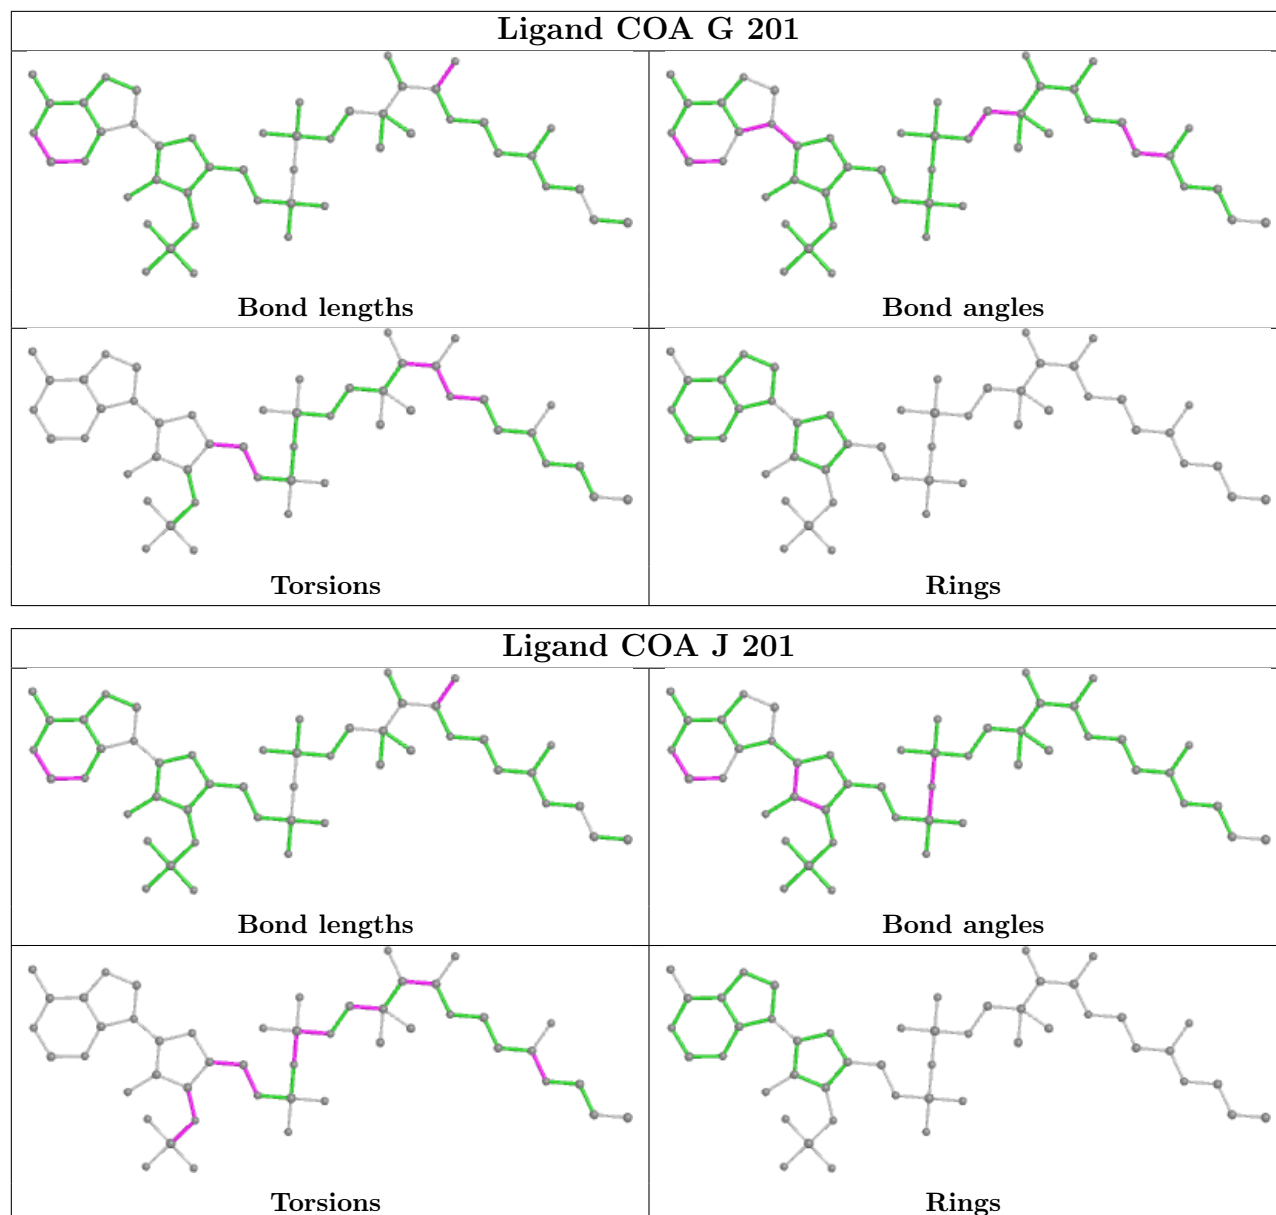 Ligand COA G 201
Bond lengths
Bond angles
Torsions
Rings
Ligand COA J 201
Bond lengths
Bond angles
Torsions
Rings